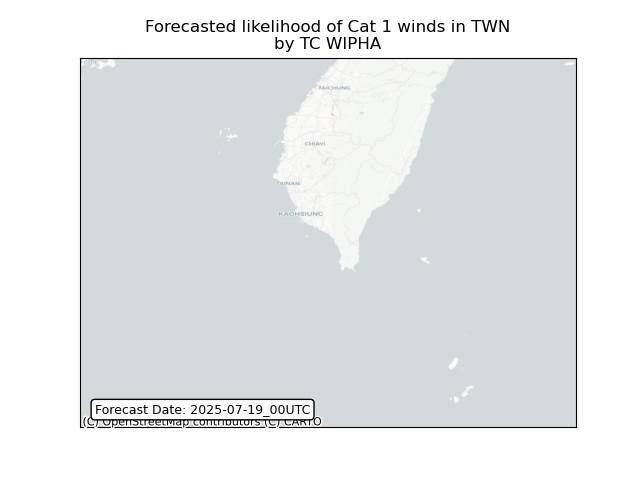 Forecasted likelihood of Cat 1 winds in TWN
by TC WIPHA
TAICHUNG
CHIAYI
TAINAN
KAOHSIUNG
Forecast Date: 2025-07-19_00UTC
(C) OpenStreetMap contributors (C) CARTO